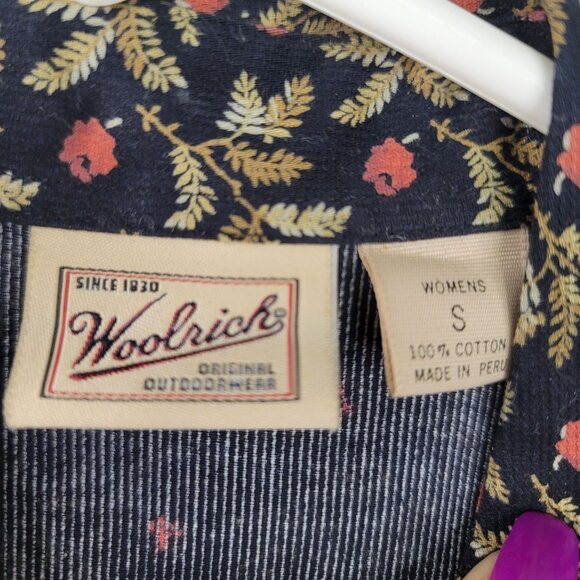 SINCE 1830
Woolrich
ORIGINAL
OUTDOORWEAR
WOMENS
S
100% COTTON
MADE IN PERU